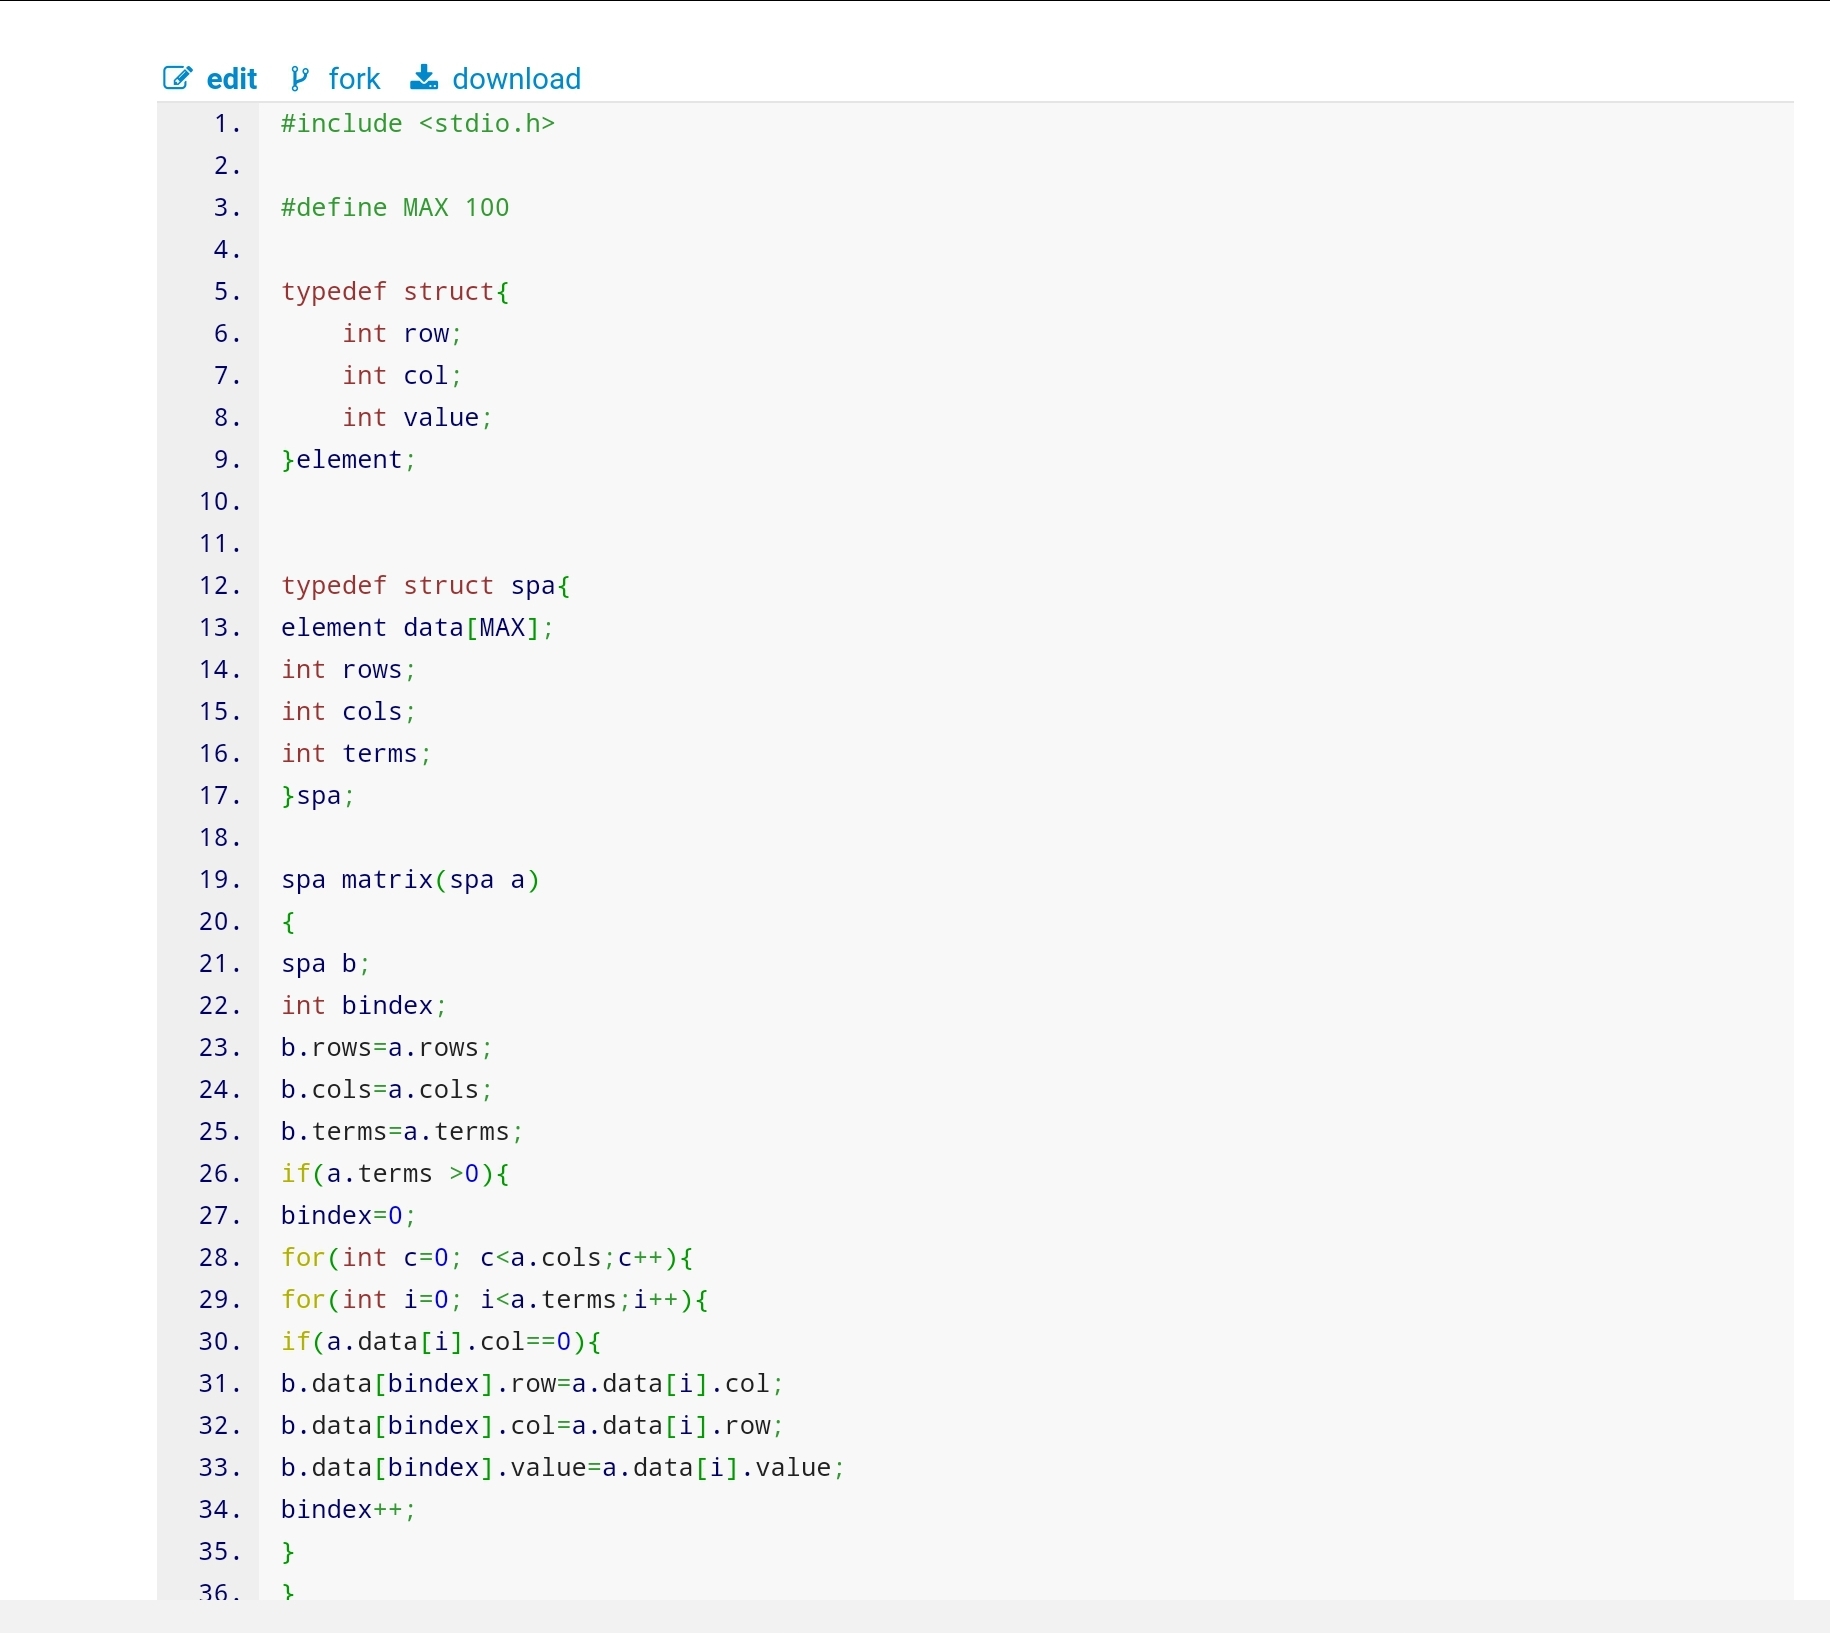 edit fork download
1. #include <stdio.h>
2.
3. #define MAX 100
4.
5. typedef struct{
6.     int row;
7.     int col;
8.     int value;
9. }element;
10.
11.
12. typedef struct spa{
13. element data[MAX];
14. int rows;
15. int cols;
16. int terms;
17. }spa;
18.
19. spa matrix(spa a)
20. {
21. spa b;
22. int bindex;
23. b.rows=a.rows;
24. b.cols=a.cols;
25. b.terms=a.terms;
26. if(a.terms >0){
27. bindex=0;
28. for(int c=0; c<a.cols;c++){
29. for(int i=0; i<a.terms;i++){
30. if(a.data[i].col==0){
31. b.data[bindex].row=a.data[i].col;
32. b.data[bindex].col=a.data[i].row;
33. b.data[bindex].value=a.data[i].value;
34. bindex++;
35. }
36. }